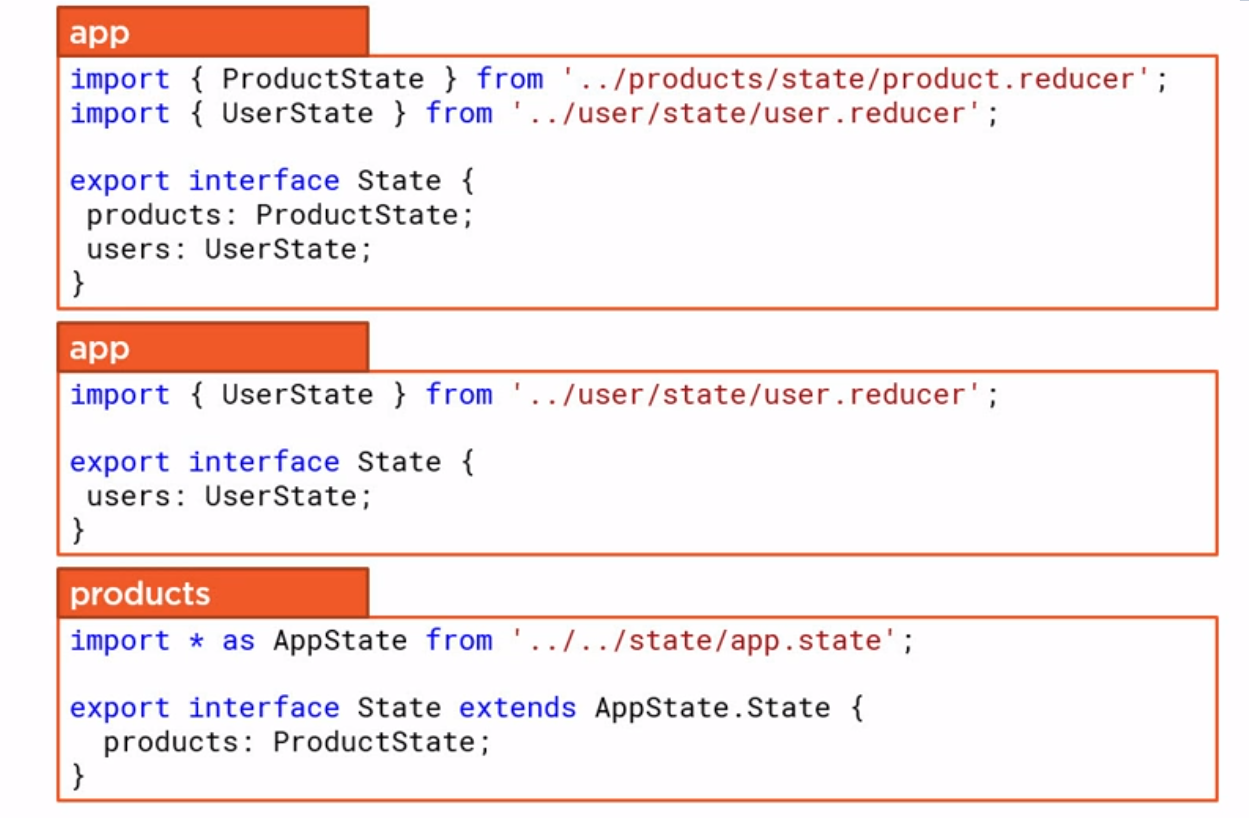 app
import { ProductState } from '../products/state/product.reducer';
import { UserState } from '../user/state/user.reducer';
export interface State {
 products: ProductState;
 users: UserState;
}
app
import { UserState } from '../user/state/user.reducer';
export interface State {
 users: UserState;
}
products
import * as AppState from '../../state/app.state';
export interface State extends AppState.State {
  products: ProductState;
}